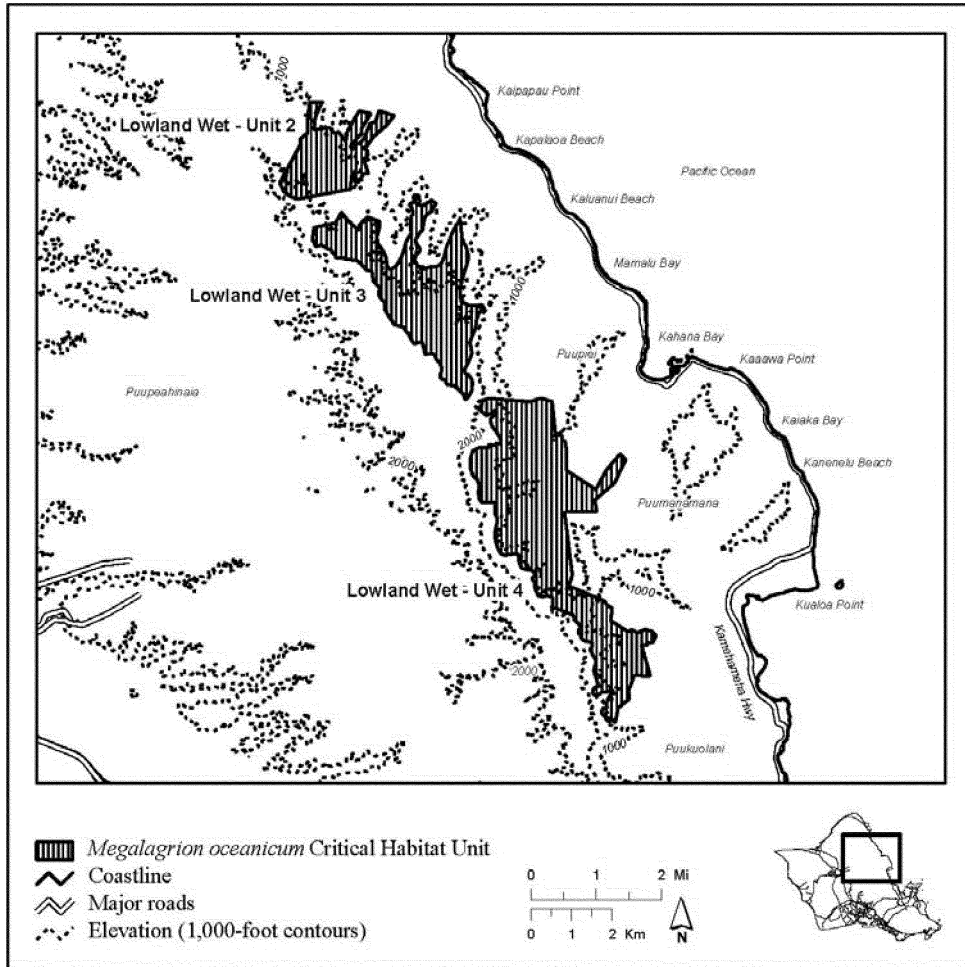 1000
Kaipapau Point
Lowland Wet - Unit 2
Kapalaoa Beach
Pacific Ocean
Kaluanui Beach
Mamalu Bay
Lowland Wet - Unit 3
1000
Kahana Bay
Puupiei
Kaaawa Point
Puupeahinaia
Kaiaka Bay
2000
2000
Kanenelu Beach
Puumanamana
Lowland Wet - Unit 4
1000
Kualoa Point
2000
Kamehameha Hwy
1000
Puukuolani
Megalagrion oceanicum Critical Habitat Unit
Coastline
Major roads
Elevation (1,000-foot contours)
0 1 2 Mi
0 1 2 Km
N